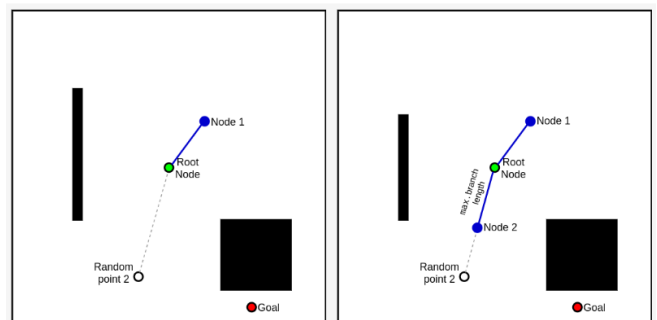 Node 1
Root
Node
Random
point 2
Goal
Node 1
Root
Node
max. branch
length
Node 2
Random
point 2
Goal